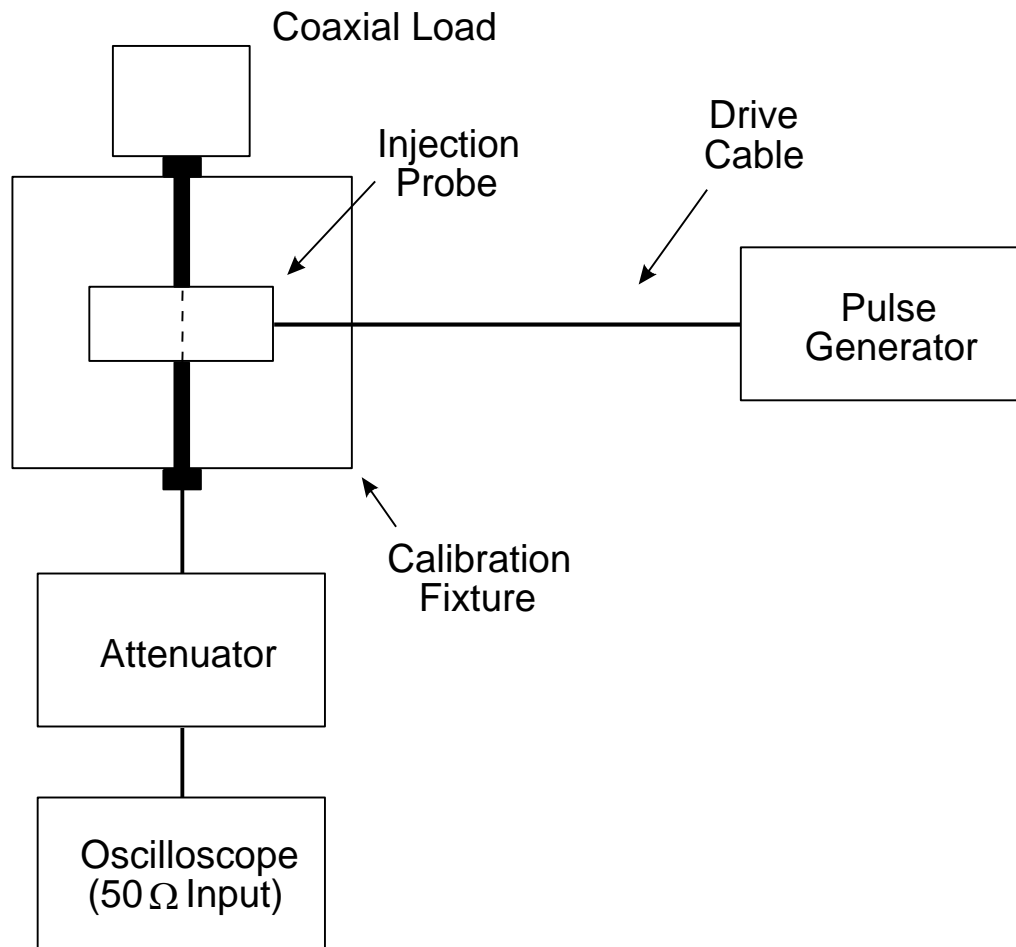 Coaxial Load
Injection
Probe
Drive
Cable
Pulse
Generator
Calibration
Fixture
Attenuator
Oscilloscope
(50 Ω Input)